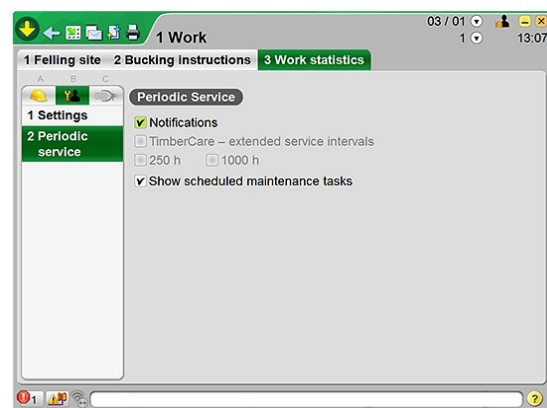 03 / 01
1 Work
1
13:07
1 Felling site
2 Bucking instructions
3 Work statistics
A
B
C
1 Settings
2 Periodic
service
Periodic Service
Notifications
TimberCare – extended service intervals
250 h
1000 h
Show scheduled maintenance tasks
1
?